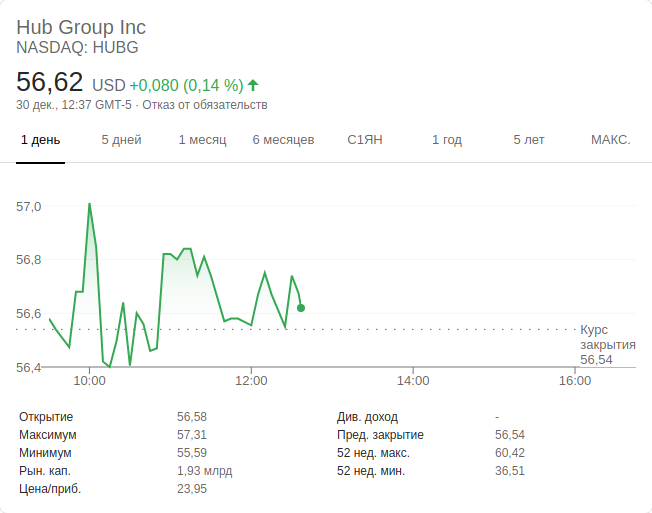 Hub Group Inc
NASDAQ: HUBG
56,62 USD +0,080 (0,14 %)
30 дек., 12:37 GMT-5 · Отказ от обязательств
1 день 5 дней 1 месяц 6 месяцев С1ЯН 1 год 5 лет МАКС.
57,0
56,8
56,6
Курс
закрытия
56,54
56,4
10:00 12:00 14:00 16:00
Открытие 56,58 Див. доход -
Максимум 57,31 Пред. закрытие 56,54
Минимум 55,59 52 нед. макс. 60,42
Рын. кап. 1,93 млрд 52 нед. мин. 36,51
Цена/приб. 23,95